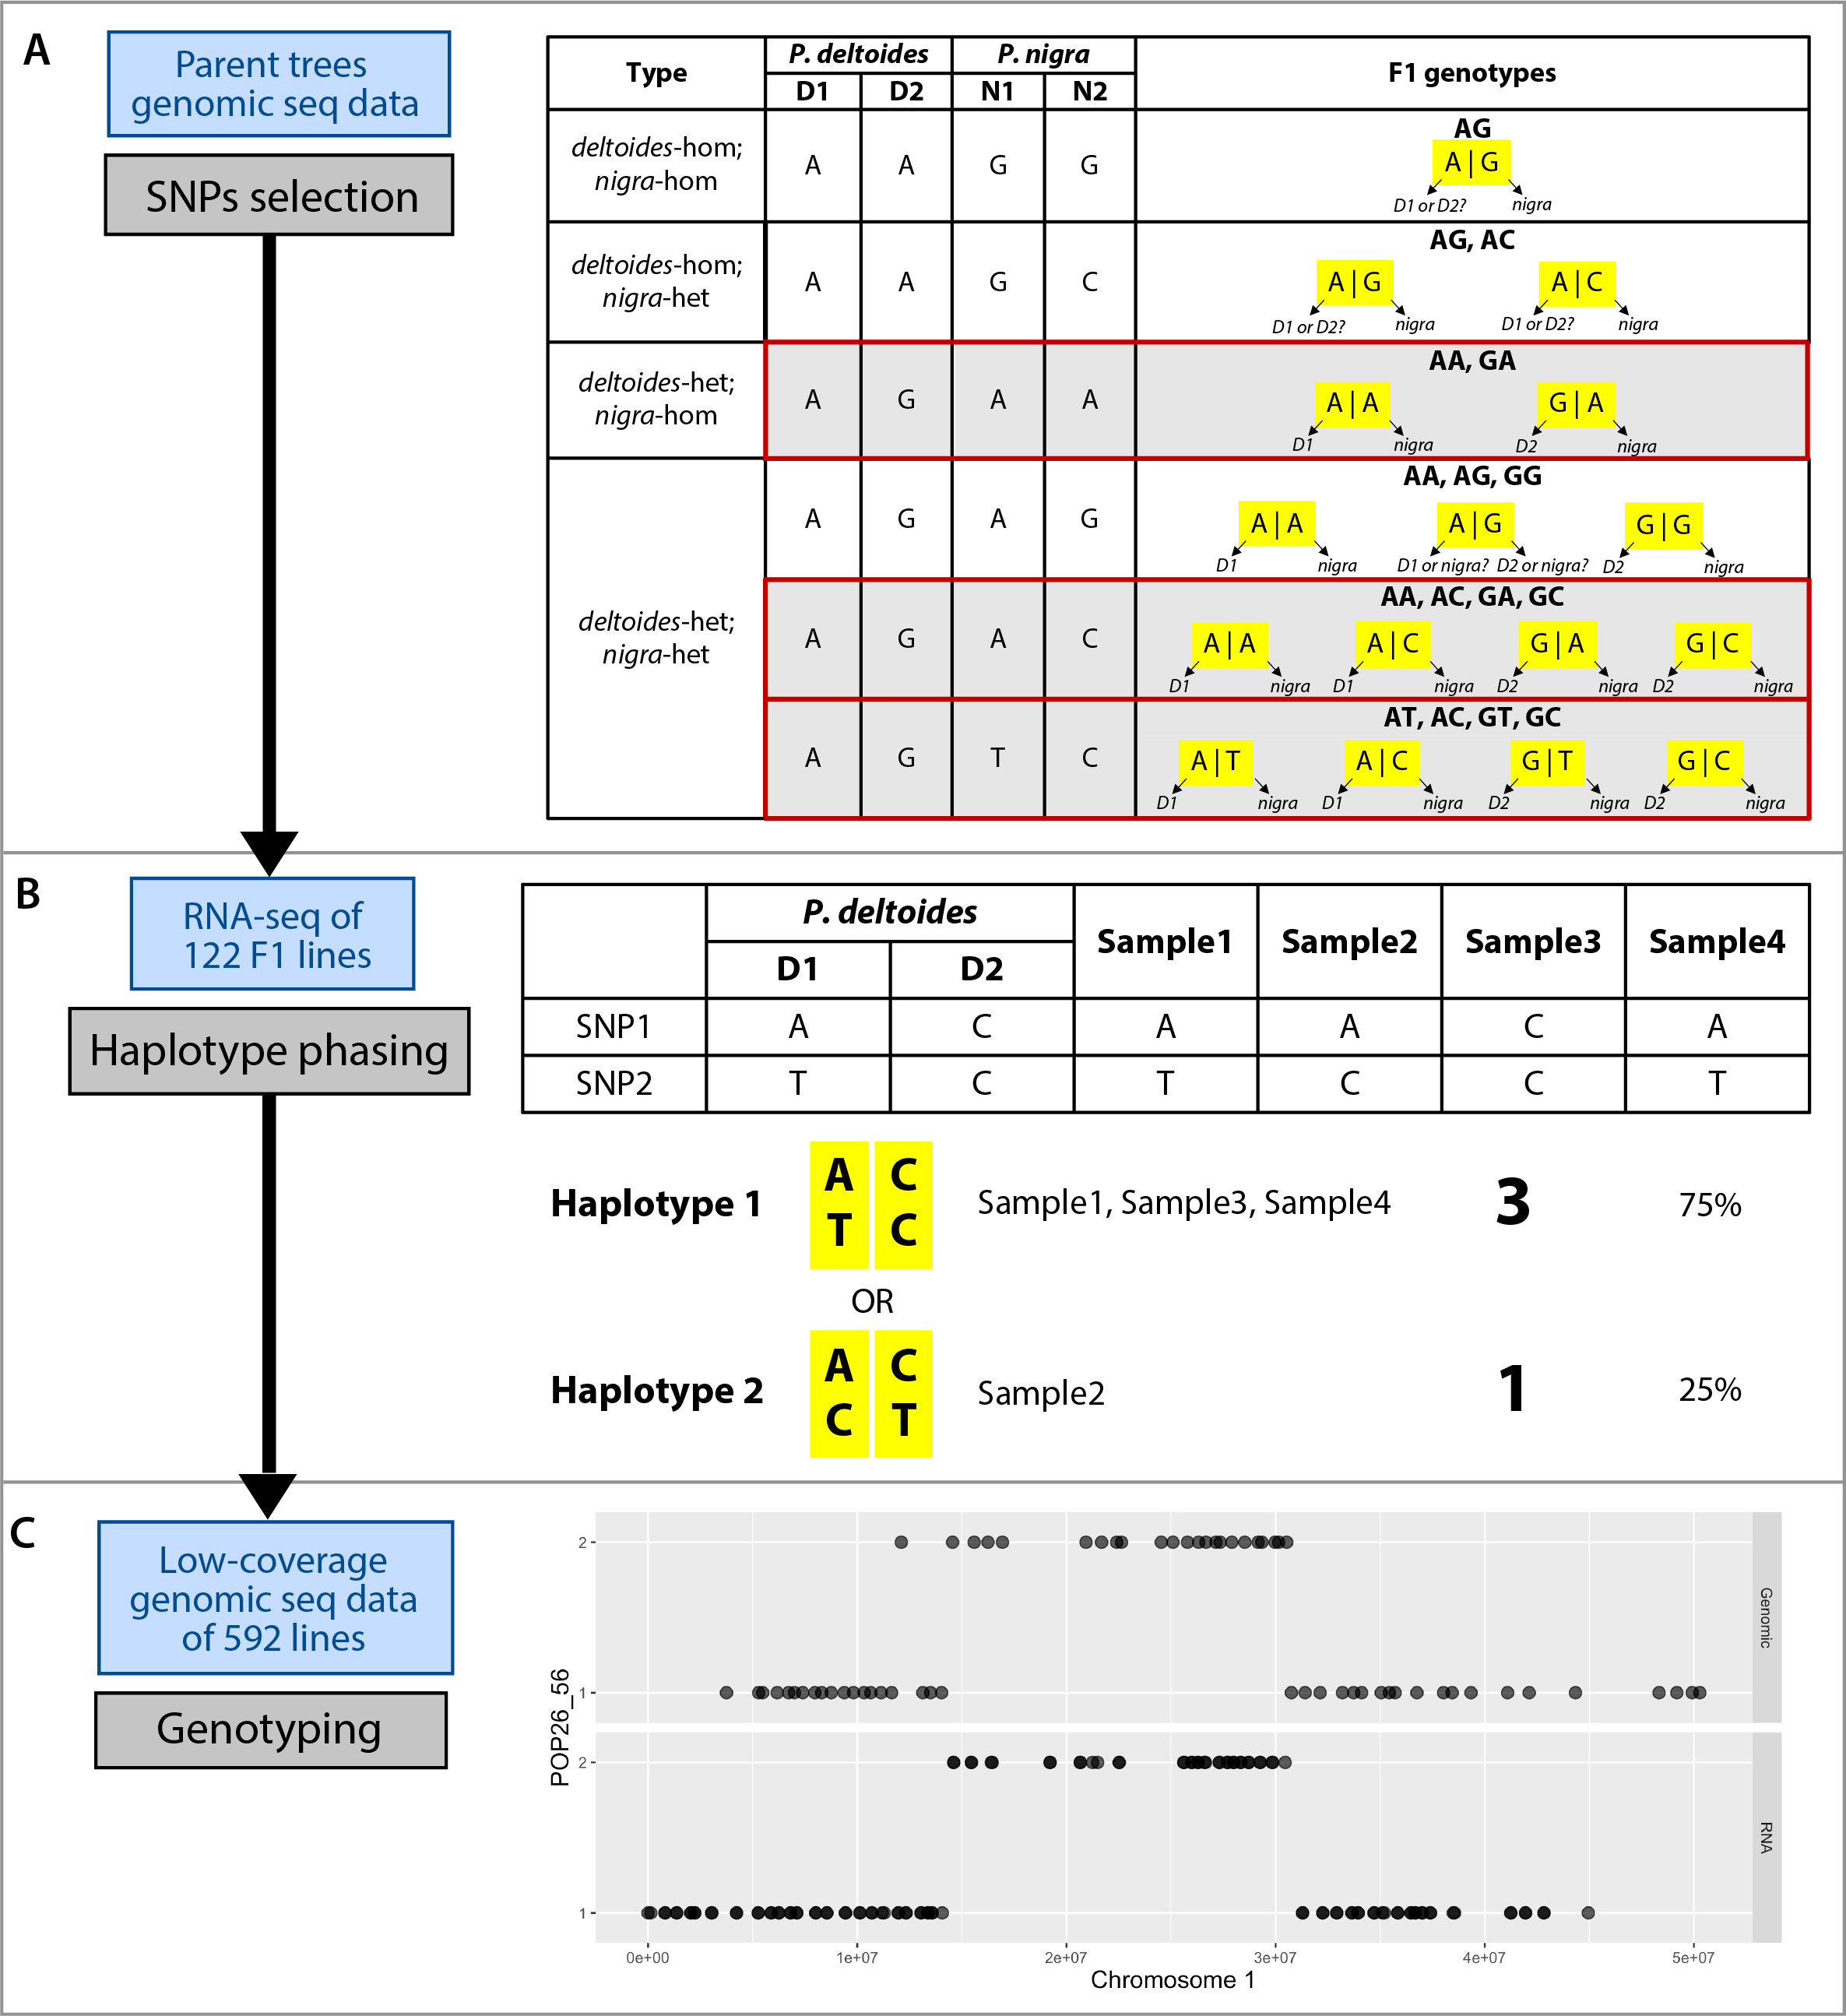 A
Parent trees
genomic seq data
SNPs selection
Type
P. deltoides
P. nigra
F1 genotypes
D1
D2
N1
N2
deltoides-hom;
nigra-hom
A
A
G
G
AG
A|G
D1 or D2?
nigra
deltoides-hom;
nigra-het
A
A
G
C
AG, AC
A|G
A|C
D1 or D2?
nigra
D1 or D2?
nigra
deltoides-het;
nigra-hom
A
G
A
A
AA, GA
A|A
G|A
D1
nigra
D2
nigra
deltoides-het;
nigra-het
A
G
A
G
AA, AG, GG
A|A
A|G
G|G
D1
nigra
D1 or nigra?
D2 or nigra?
D2
nigra
A
G
A
C
AA, AC, GA, GC
A|A
A|C
G|A
G|C
D1
nigra
D1
nigra
D2
nigra
D2
nigra
A
G
T
C
AT, AC, GT, GC
A|T
A|C
G|T
G|C
D1
nigra
D1
nigra
D2
nigra
D2
nigra
B
RNA-seq of
122 F1 lines
Haplotype phasing
P. deltoides
Sample1
Sample2
Sample3
Sample4
D1
D2
SNP1
A
C
A
A
C
A
SNP2
T
C
T
C
C
T
Haplotype 1
A C
T C
Sample1, Sample3, Sample4
3
75%
OR
Haplotype 2
A C
C T
Sample2
1
25%
C
Low-coverage
genomic seq data
of 592 lines
Genotyping
POP26_56
2
1
Genomic
2
1
RNA
0e+00
1e+07
2e+07
3e+07
4e+07
5e+07
Chromosome 1